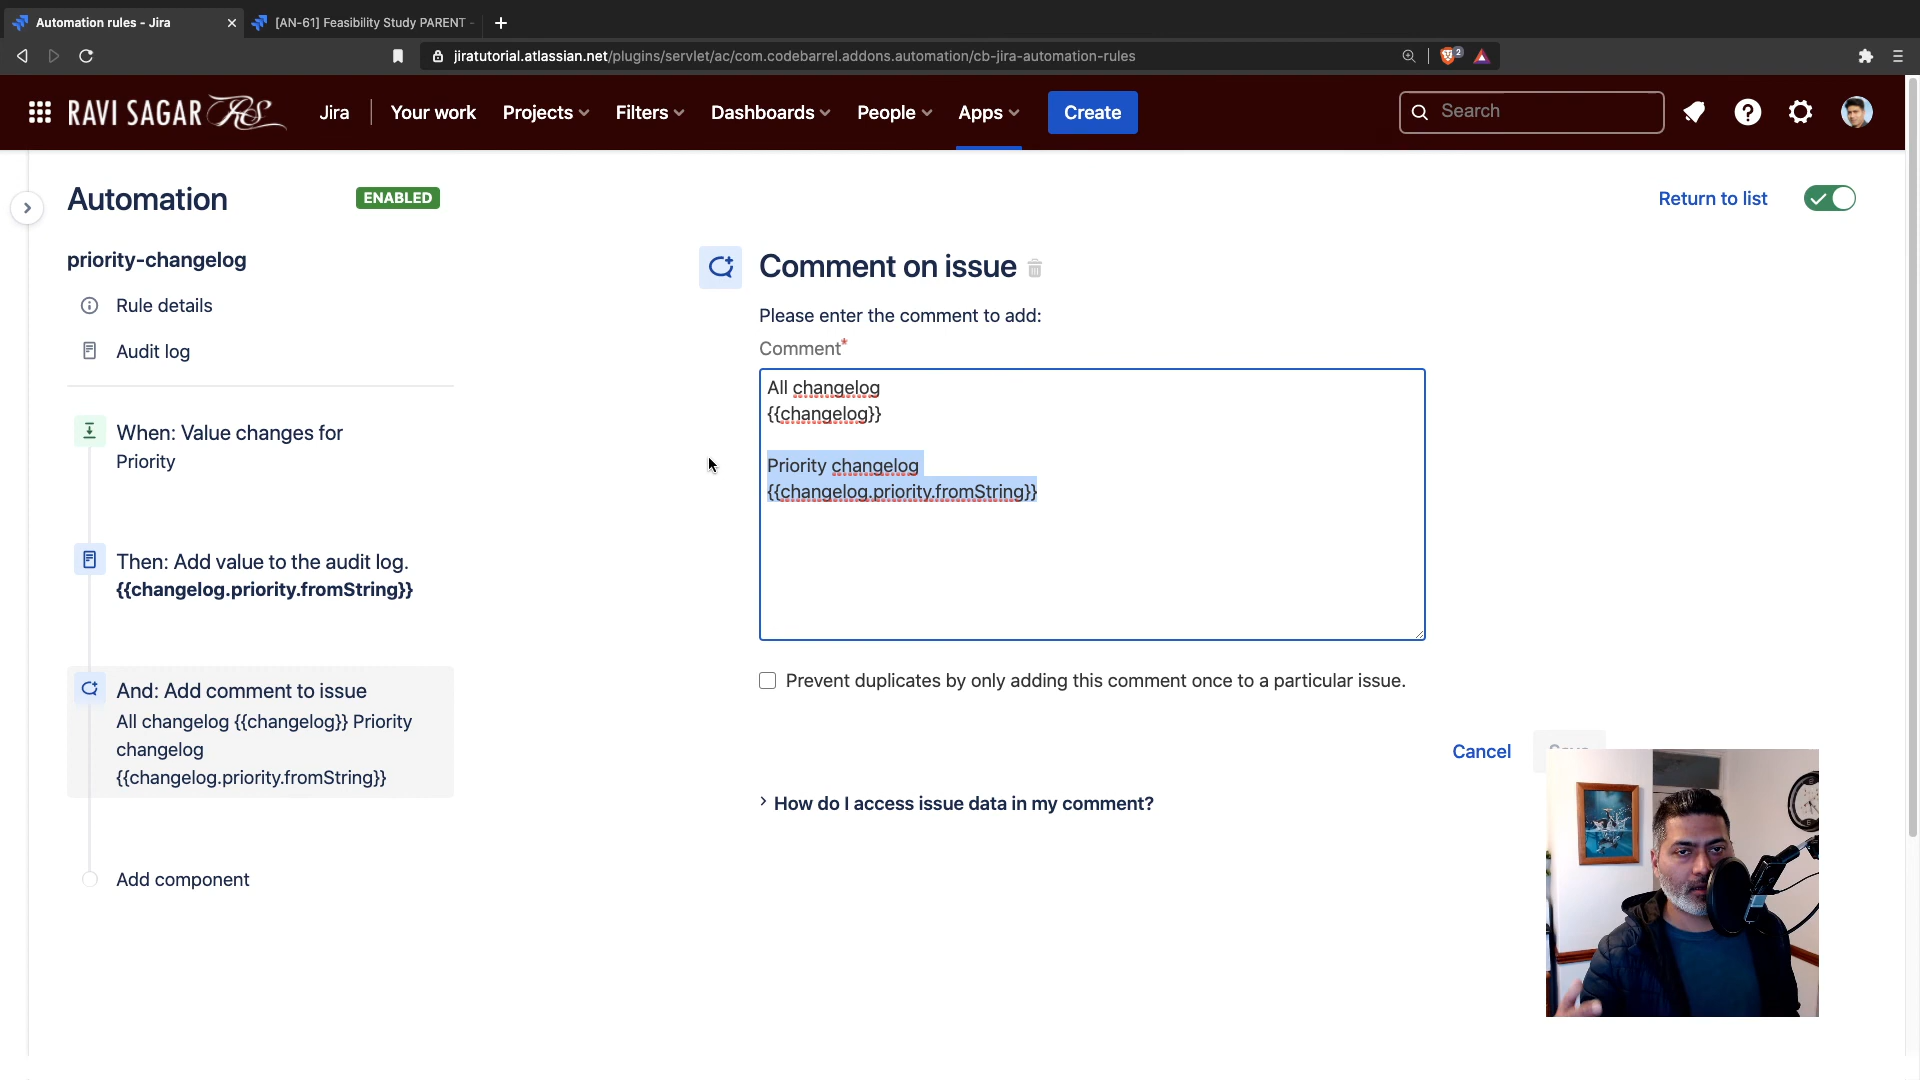 Automation rules - Jira
[AN-61] Feasibility Study PARENT -
jiratutorial.atlassian.net/plugins/servlet/ac/com.codebarrel.addons.automation/cb-jira-automation-rules
2
RAVI SAGAR RS
Jira
Your work
Projects
Filters
Dashboards
People
Apps
Create
Search
Automation
ENABLED
Return to list
priority-changelog
Rule details
Audit log
When: Value changes for
Priority
Then: Add value to the audit log.
{{changelog.priority.fromString}}
And: Add comment to issue
All changelog {{changelog}} Priority
changelog
{{changelog.priority.fromString}}
Add component
Comment on issue
Please enter the comment to add:
Comment*
All changelog
{{changelog}}
Priority changelog
{{changelog.priority.fromString}}
Prevent duplicates by only adding this comment once to a particular issue.
Cancel
How do I access issue data in my comment?